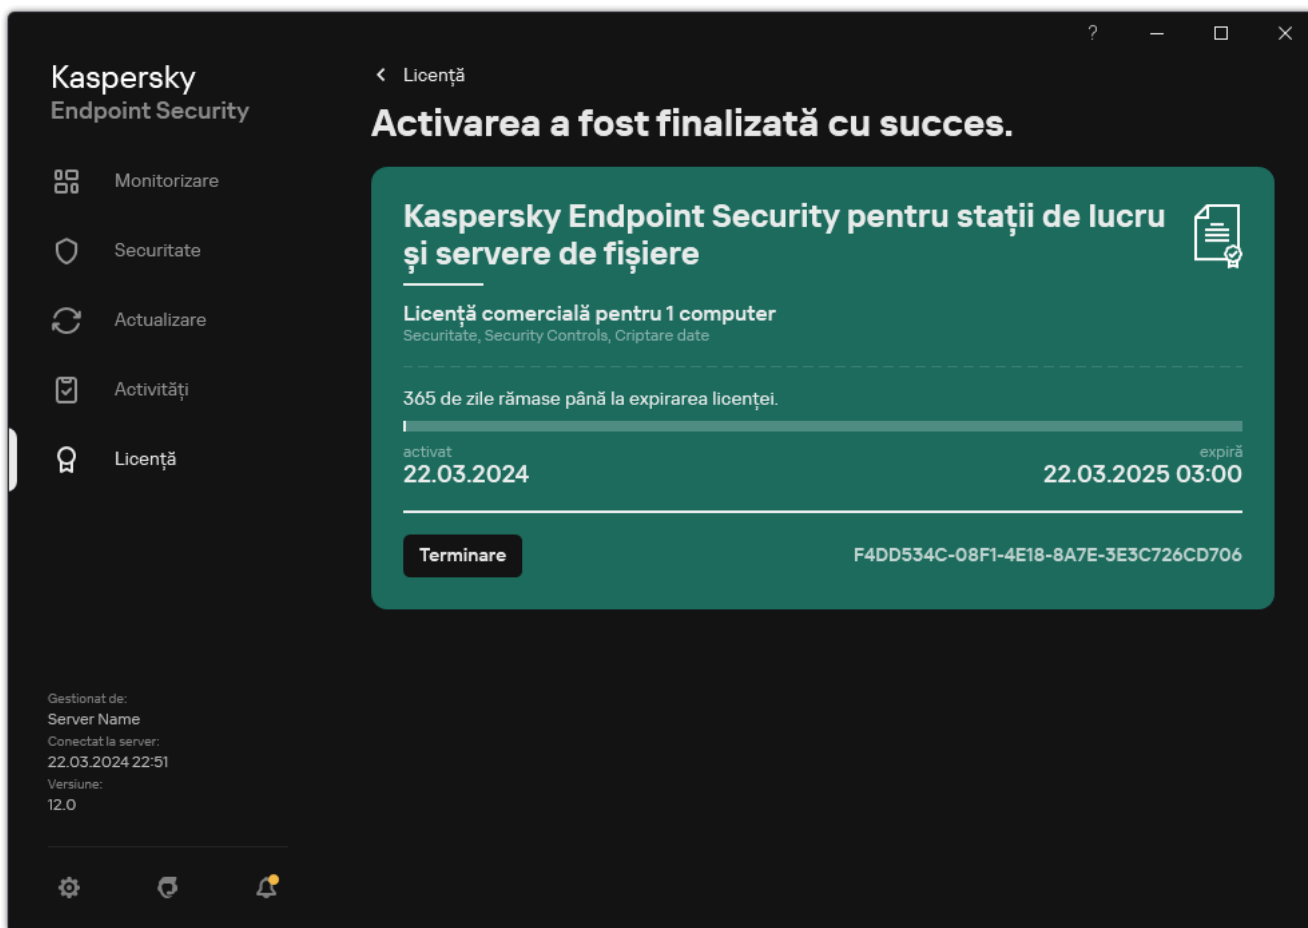 ?
Kaspersky
Endpoint Security
Monitorizare
Securitate
Actualizare
Activități
Licență
Gestionat de:
Server Name
Conectat la server:
22.03.2024 22:51
Versiune:
12.0
Licență
Activarea a fost finalizată cu succes.
Kaspersky Endpoint Security pentru stații de lucru
și servere de fișiere
Licență comercială pentru 1 computer
Securitate, Security Controls, Criptare date
365 de zile rămase până la expirarea licenței.
activat expiră
22.03.2024 22.03.2025 03:00
Terminare F4DD534C-08F1-4E18-8A7E-3E3C726CD706